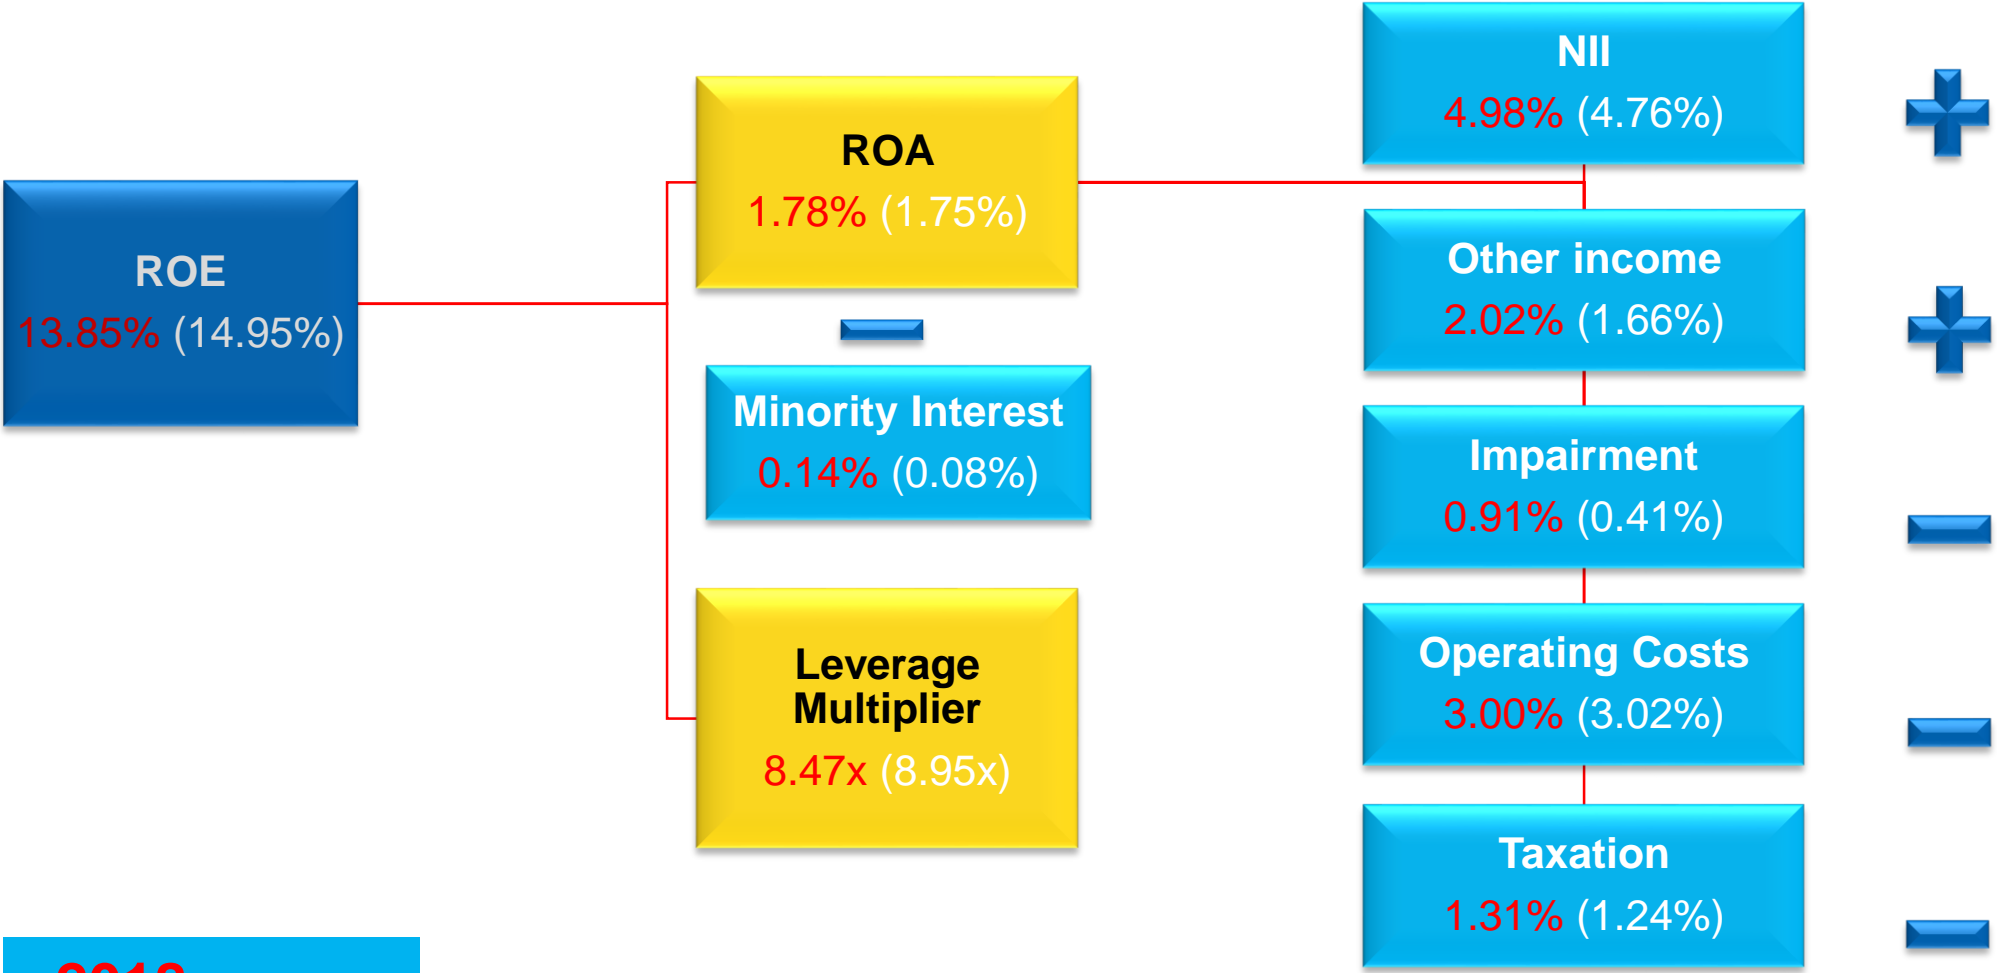 ROE
13.85% (14.95%)
ROA
1.78% (1.75%)
Minority Interest
0.14% (0.08%)
Leverage
Multiplier
8.47x (8.95x)
NII
4.98% (4.76%)
Other income
2.02% (1.66%)
Impairment
0.91% (0.41%)
Operating Costs
3.00% (3.02%)
Taxation
1.31% (1.24%)